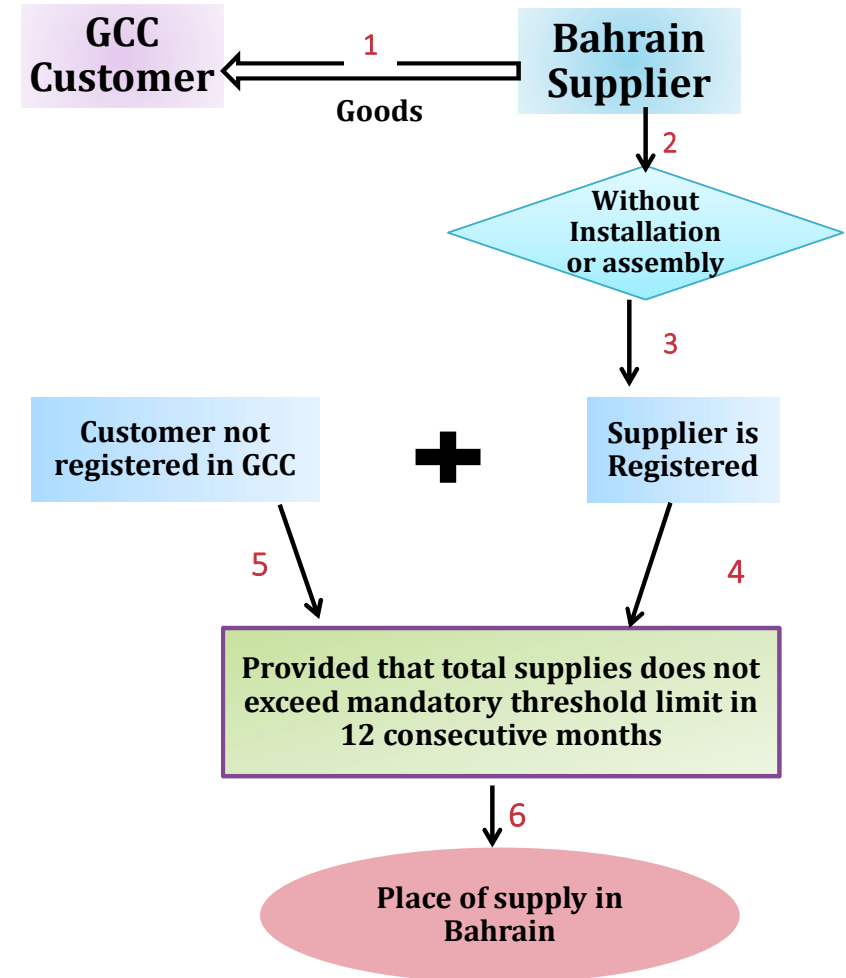 GCC
Customer
1
Goods
Bahrain
Supplier
2
Without
Installation
or assembly
3
Customer not
registered in GCC
Supplier is
Registered
5
4
Provided that total supplies does not
exceed mandatory threshold limit in
12 consecutive months
6
Place of supply in
Bahrain